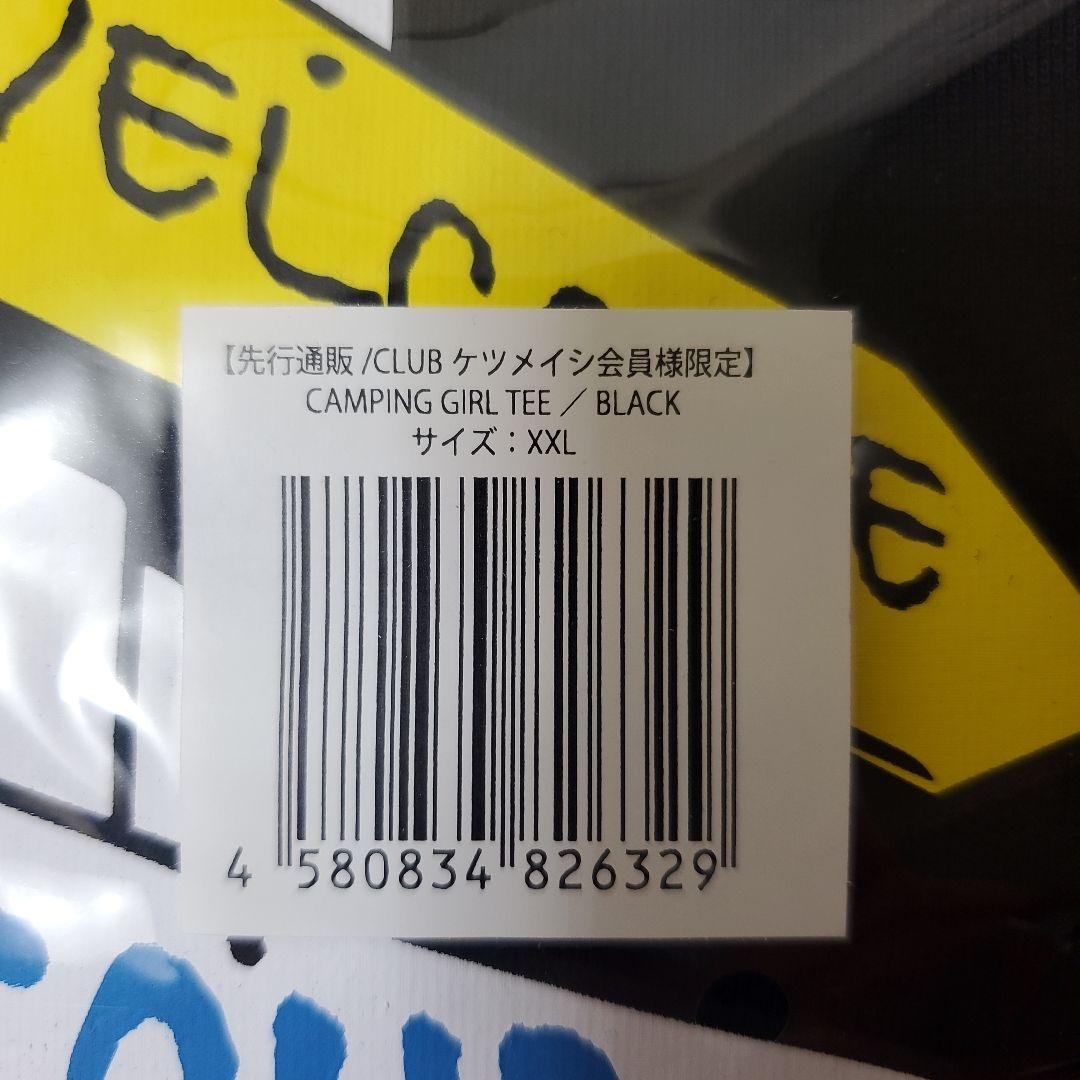 【先行通販/CLUB ケツメイシ会員様限定】
CAMPING GIRL TEE ／ BLACK
サイズ：XXL
4 580834 826329